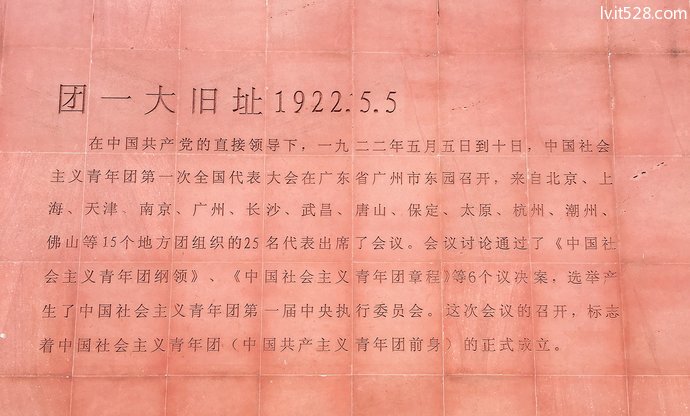 lv.it528.com
团一大旧址1922.5.5
在中国共产党的直接领导下，一九二二年五月五日到十日，中国社会
主义青年团第一次全国代表大会在广东省广州市东园召开，来自北京、上
海、天津、南京、广州、长沙、武昌、唐山、保定、太原、杭州、潮州、
佛山等15个地方团组织的25名代表出席了会议。会议讨论通过了《中国社
会主义青年团纲领》、《中国社会主义青年团章程》等6个议决案，选举产
生了中国社会主义青年团第一届中央执行委员会。这次会议的召开，标志
着中国社会主义青年团（中国共产主义青年团前身）的正式成立。